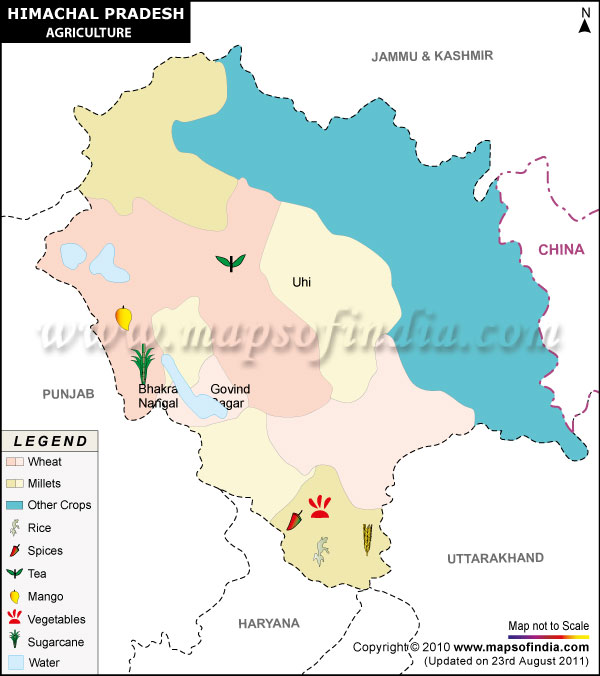 HIMACHAL PRADESH
AGRICULTURE
N
JAMMU & KASHMIR
CHINA
Uhi
www.mapsofindia.com
PUNJAB
Bhakra
Nangal
Govind
Sagar
LEGEND
Wheat
Millets
Other Crops
Rice
Spices
Tea
Mango
Vegetables
Sugarcane
Water
UTTARAKHAND
HARYANA
Map not to Scale
Copyright © 2010 www.mapsofindia.com
(Updated on 23rd August 2011)